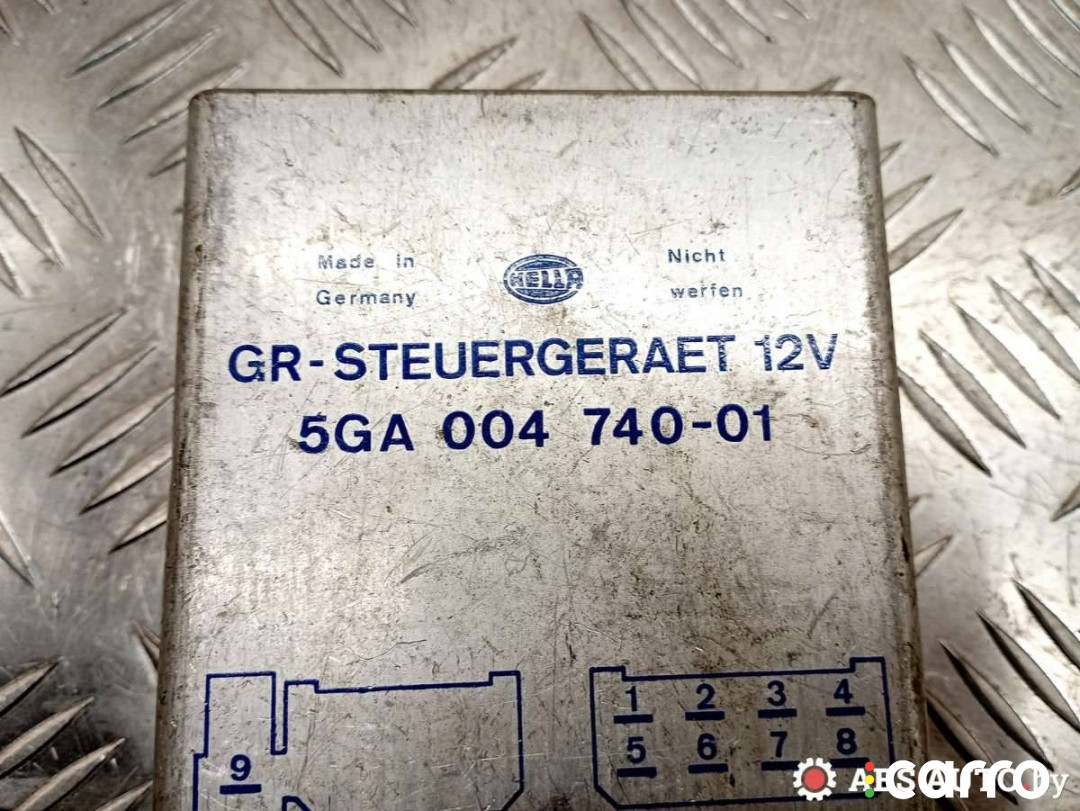 Made in
Germany
HELLA
Nicht
werfen
GR-STEUERGERAET 12V
5GA 004 740-01
1 2 3 4
5 6 7 8
9
carro